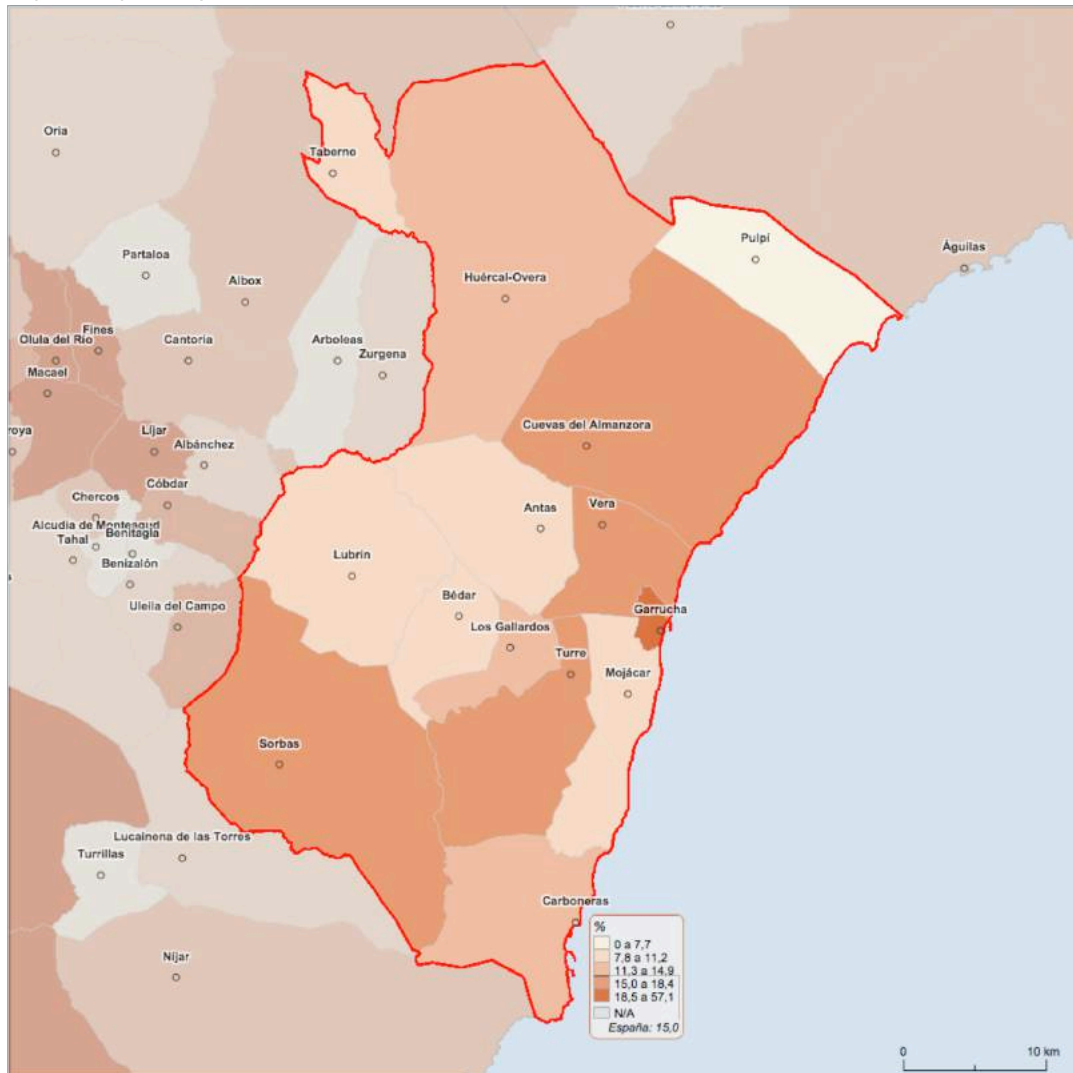 Oria
Taberno
Partaloa
Pulpí
Águilas
Albox
Huércal-Overa
Fines
Olula del Río
Cantoria
Arboleas
Zurgena
Macael
Líjar
Cuevas del Almanzora
roya
Albánchez
Cóbdar
Chercos
Antas
Vera
Alcudia de Monteagud
Benitagla
Tahal
Lubrín
Benizalón
Bédar
Uleila del Campo
Garrucha
Los Gallardos
Turre
Mojácar
Sorbas
Lucainena de las Torres
Turrillas
Carboneras
Níjar
%
0 a 7,7
7,8 a 11,2
11,3 a 14,9
15,0 a 18,4
18,5 a 57,1
N/A
España: 15,0
0 10 km